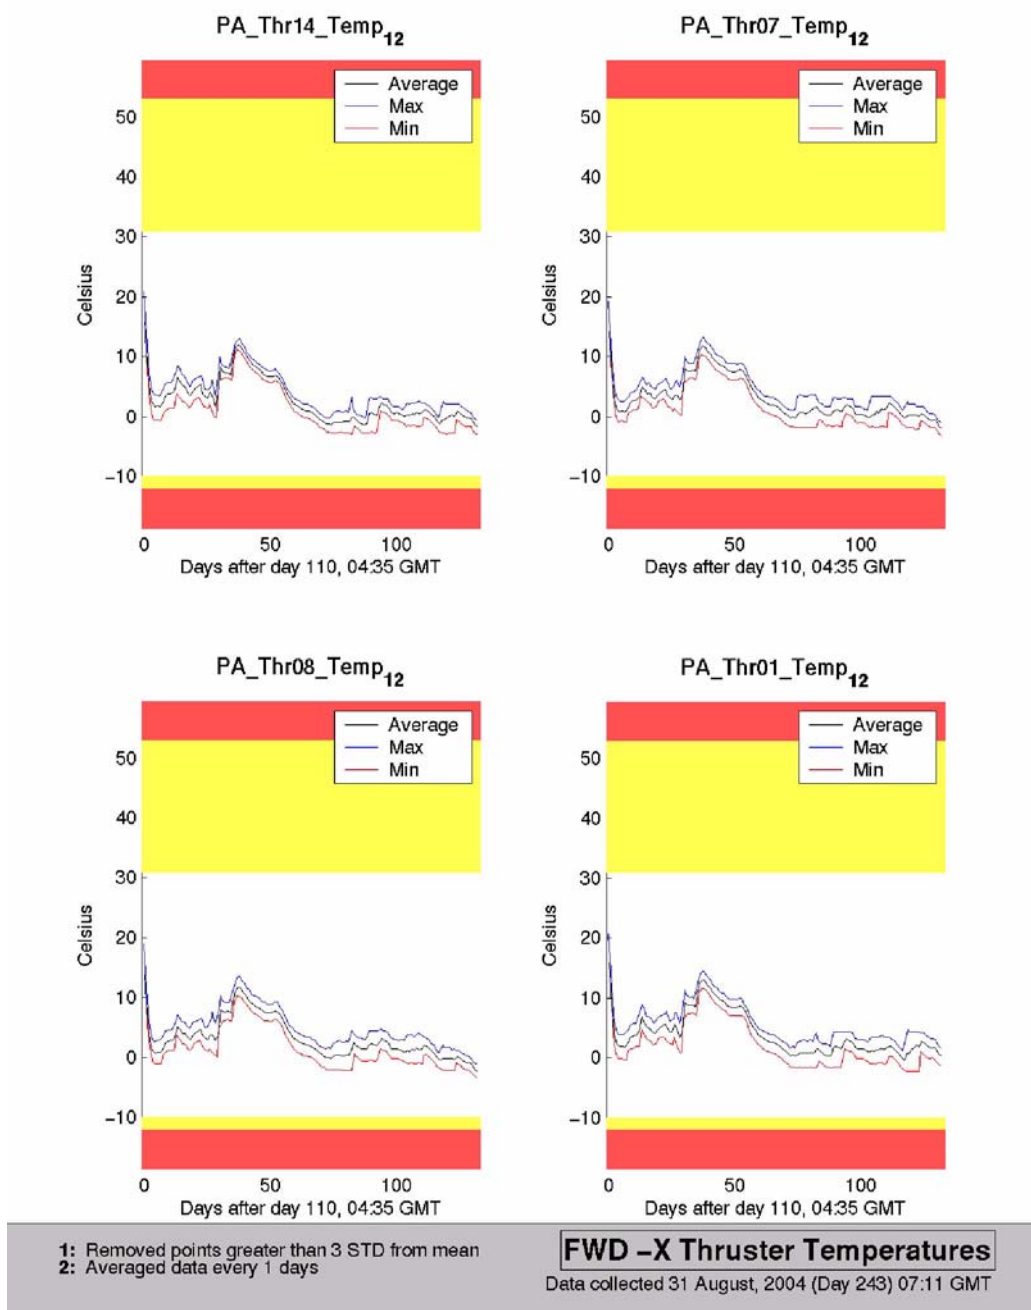 PA_Thr14_Temp12
PA_Thr07_Temp12
Average
Max
Min
50
40
30
20
10
0
−10
Celsius
0 50 100
Days after day 110, 04:35 GMT
Average
Max
Min
50
40
30
20
10
0
−10
Celsius
0 50 100
Days after day 110, 04:35 GMT
PA_Thr08_Temp12
PA_Thr01_Temp12
Average
Max
Min
50
40
30
20
10
0
−10
Celsius
0 50 100
Days after day 110, 04:35 GMT
Average
Max
Min
50
40
30
20
10
0
−10
Celsius
0 50 100
Days after day 110, 04:35 GMT
1: Removed points greater than 3 STD from mean
2: Averaged data every 1 days
FWD −X Thruster Temperatures
Data collected 31 August, 2004 (Day 243) 07:11 GMT